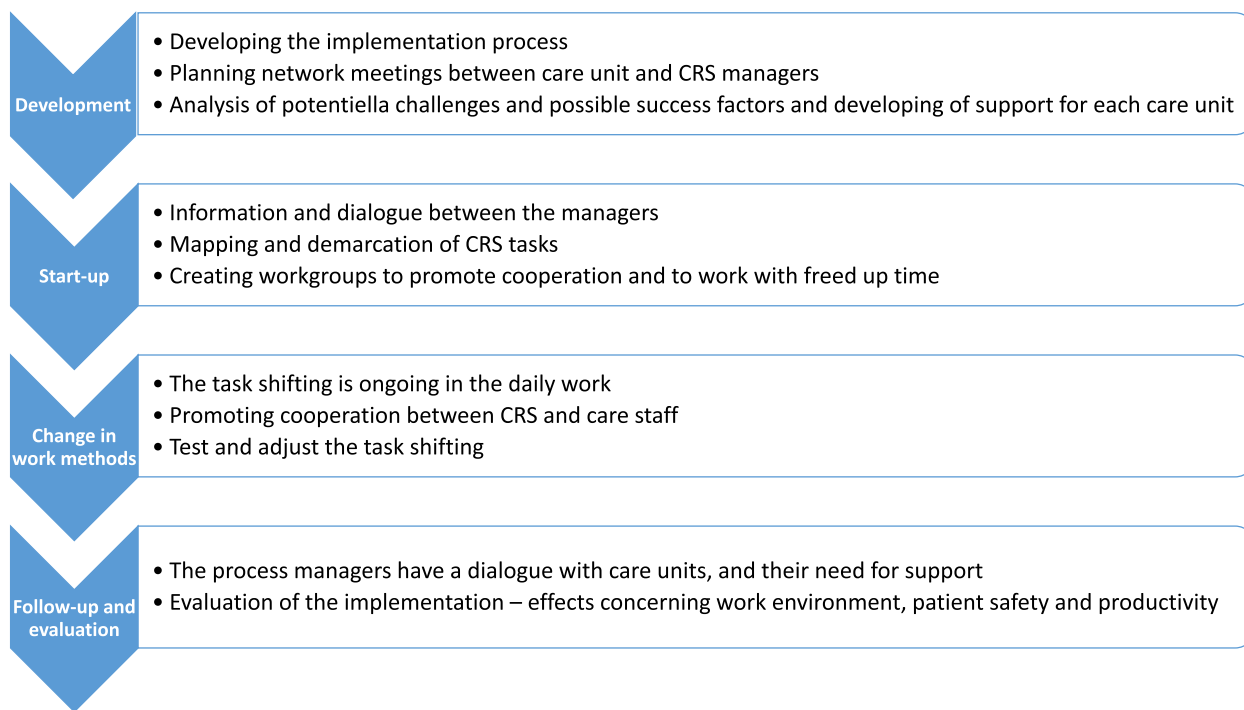 Development
• Developing the implementation process
• Planning network meetings between care unit and CRS managers
• Analysis of potentiella challenges and possible success factors and developing of support for each care unit
Start-up
• Information and dialogue between the managers
• Mapping and demarcation of CRS tasks
• Creating workgroups to promote cooperation and to work with freed up time
Change in
work methods
• The task shifting is ongoing in the daily work
• Promoting cooperation between CRS and care staff
• Test and adjust the task shifting
Follow-up and
evaluation
• The process managers have a dialogue with care units, and their need for support
• Evaluation of the implementation – effects concerning work environment, patient safety and productivity